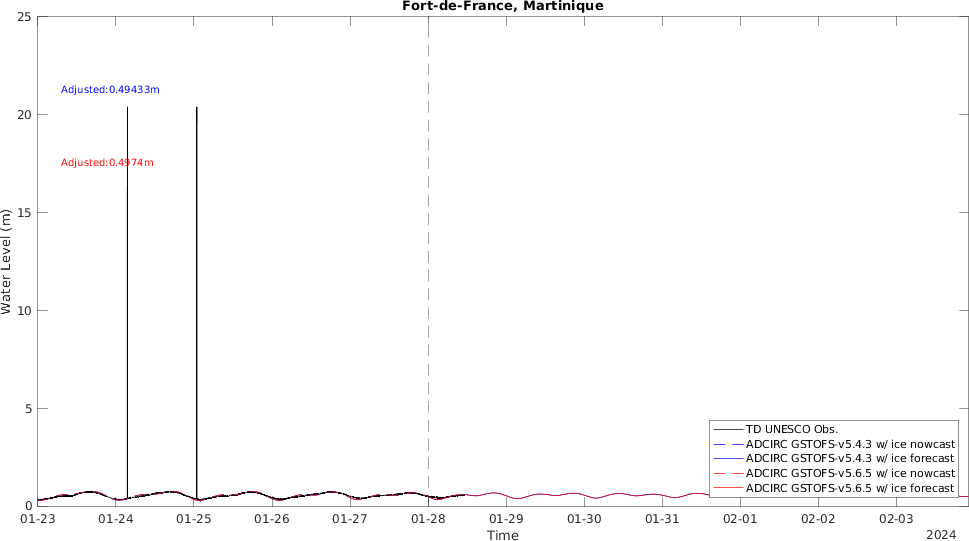 Fort-de-France, Martinique
25
20
15
10
5
0
Water Level (m)
Adjusted:0.49433m
Adjusted:0.4974m
TD UNESCO Obs.
ADCIRC GSTOFS-v5.4.3 w/ ice nowcast
ADCIRC GSTOFS-v5.4.3 w/ ice forecast
ADCIRC GSTOFS-v5.6.5 w/ ice nowcast
ADCIRC GSTOFS-v5.6.5 w/ ice forecast
01-23 01-24 01-25 01-26 01-27 01-28 01-29 01-30 01-31 02-01 02-02 02-03
Time
2024